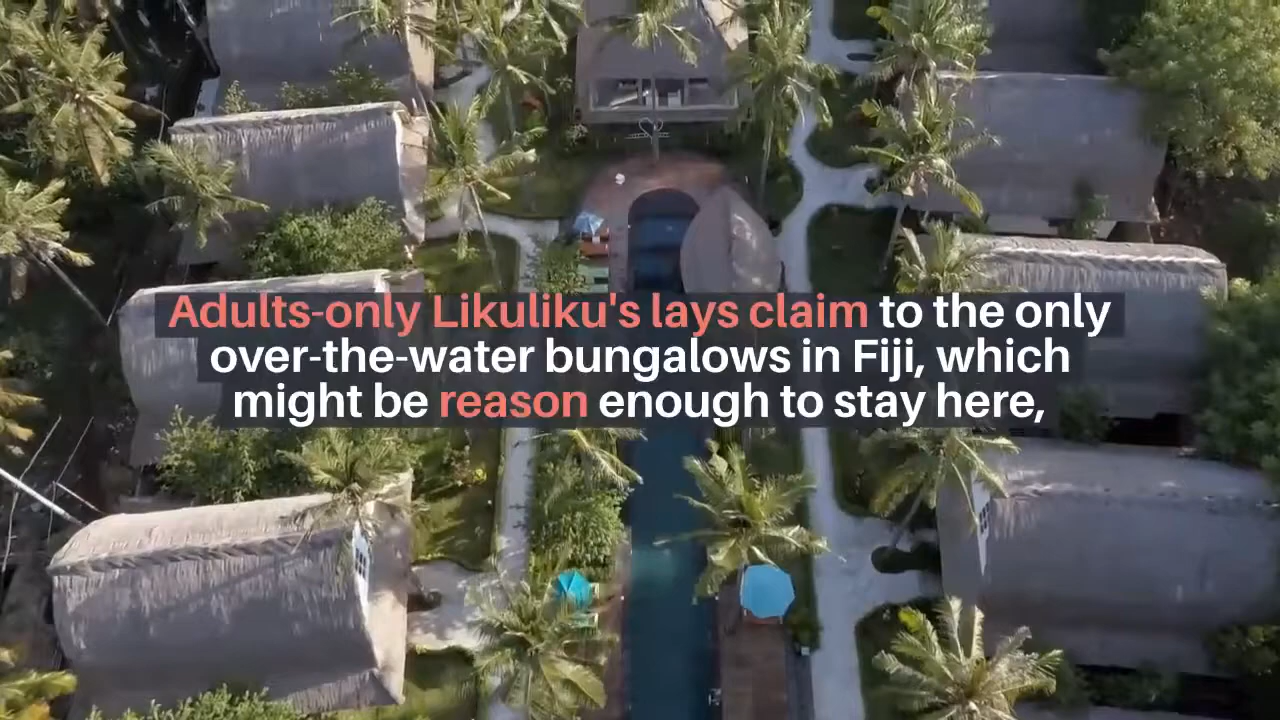 Adults-only Likuliku's lays claim to the only
over-the-water bungalows in Fiji, which
might be reason enough to stay here,